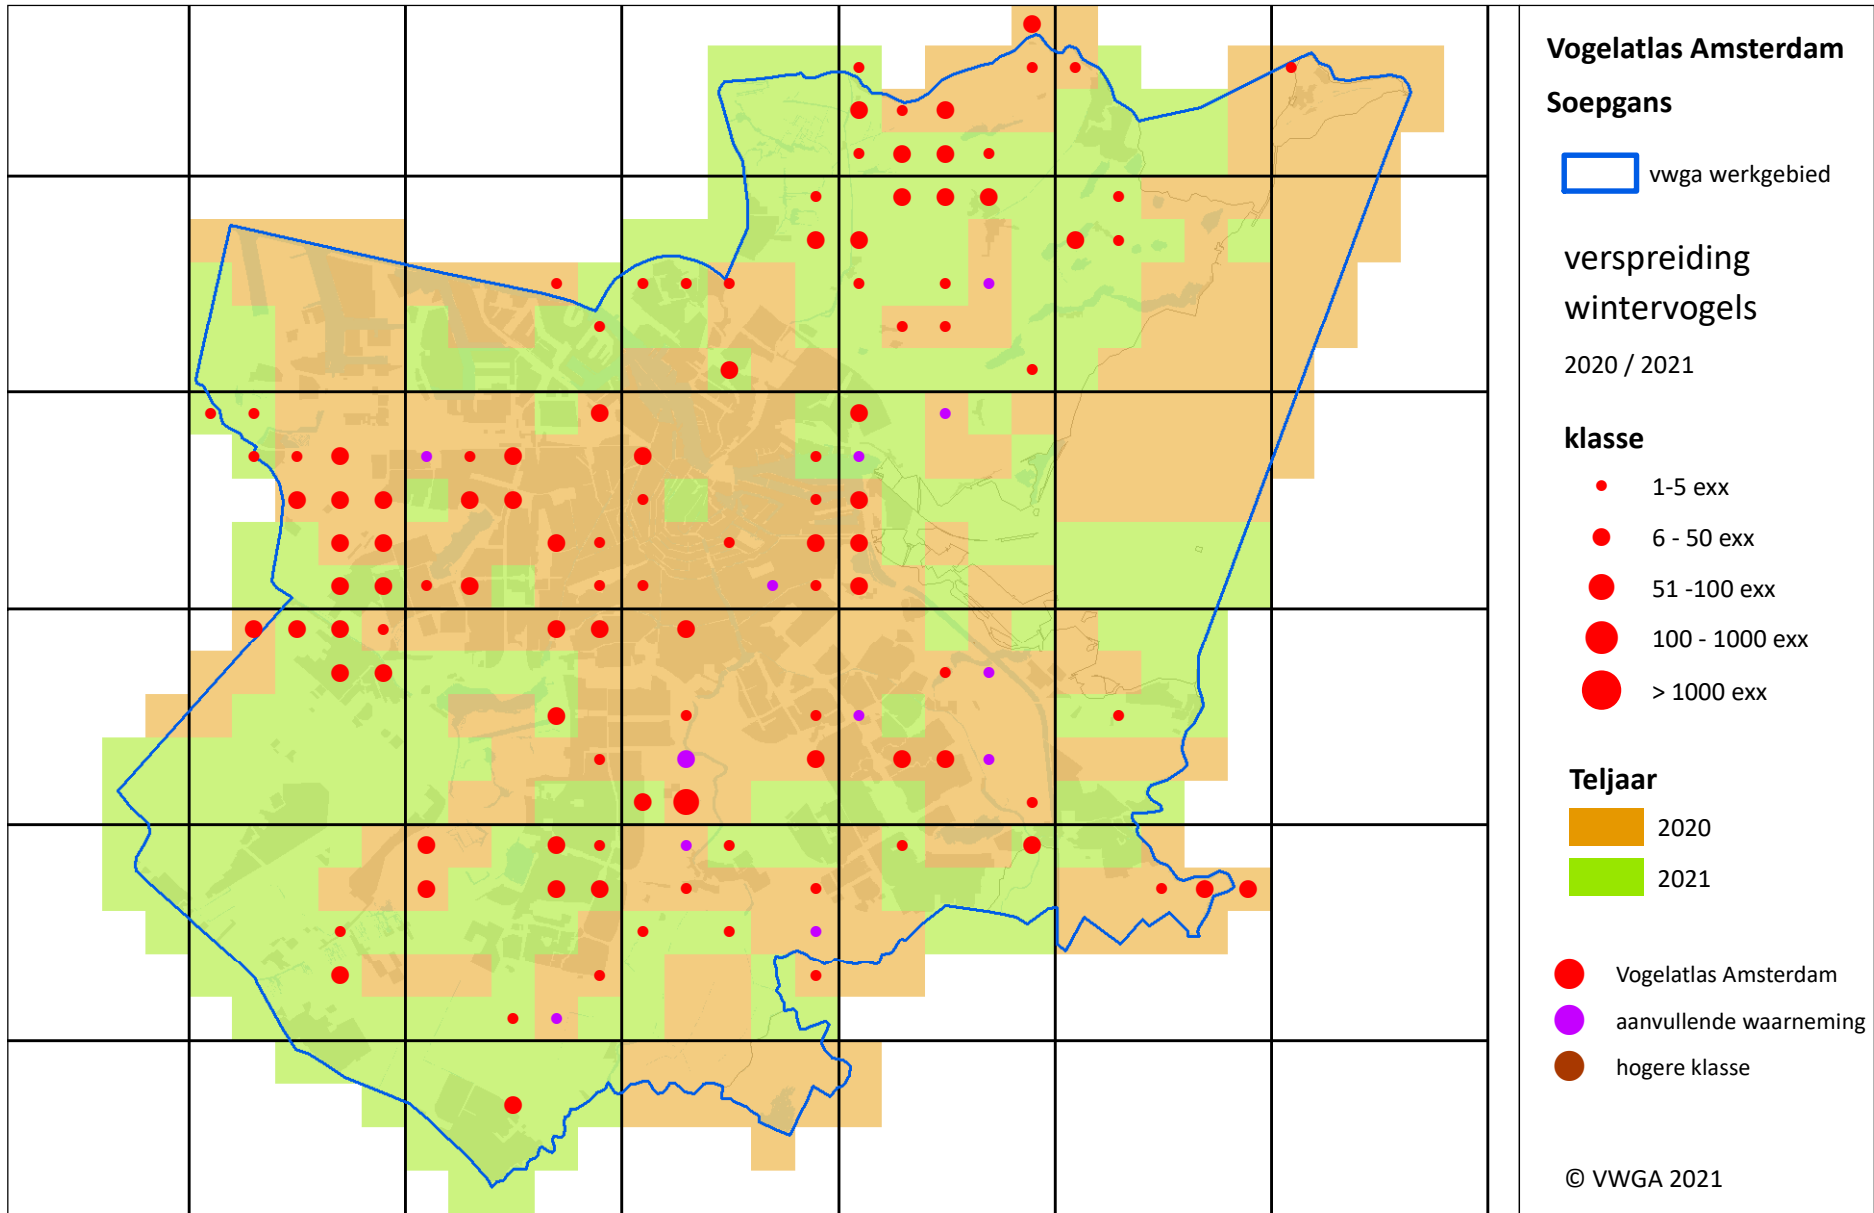 Vogelatlas Amsterdam
Soepgans
vwga werkgebied
verspreiding
wintervogels
2020 / 2021
klasse
1-5 exx
6 - 50 exx
51 -100 exx
100 - 1000 exx
> 1000 exx
Teljaar
2020
2021
Vogelatlas Amsterdam
aanvullende waarneming
hogere klasse
© VWGA 2021